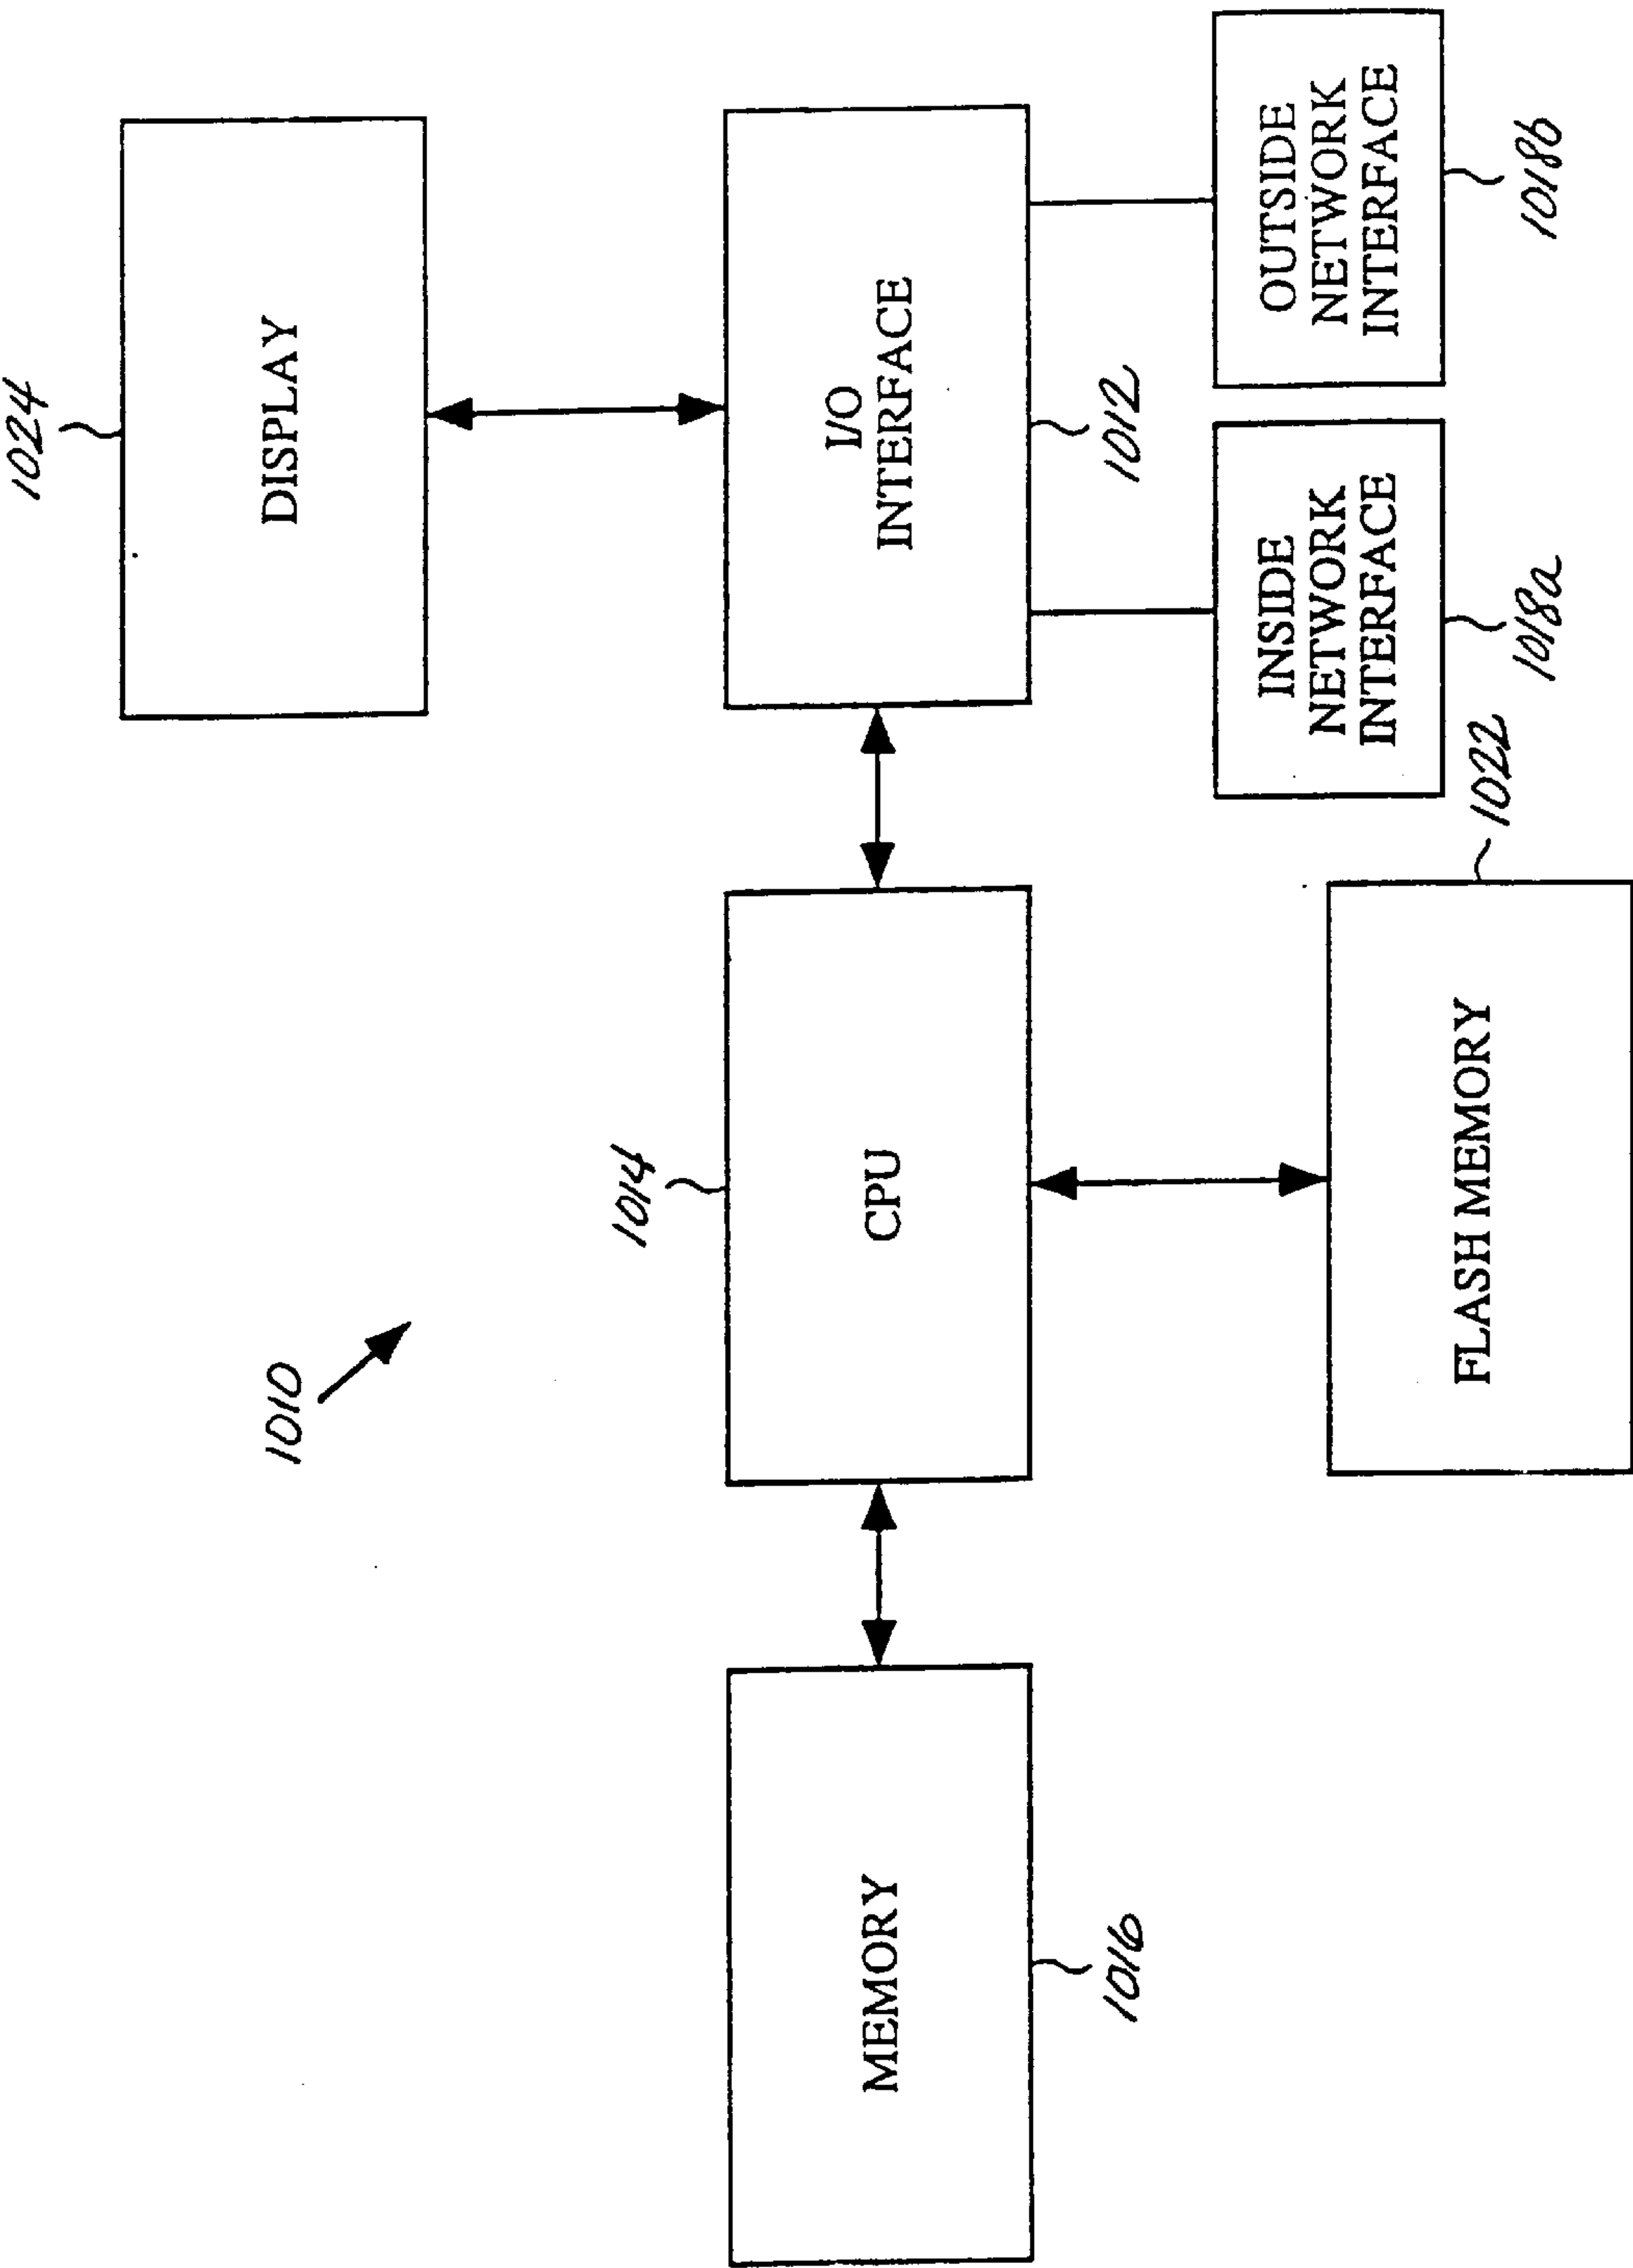 1024
1010
DISPLAY
1014
MEMORY
CPU
I/O
INTERFACE
1016
1012
INSIDE
NETWORK
INTERFACE
OUTSIDE
NETWORK
INTERFACE
FLASH MEMORY
1022
1018a
1018b